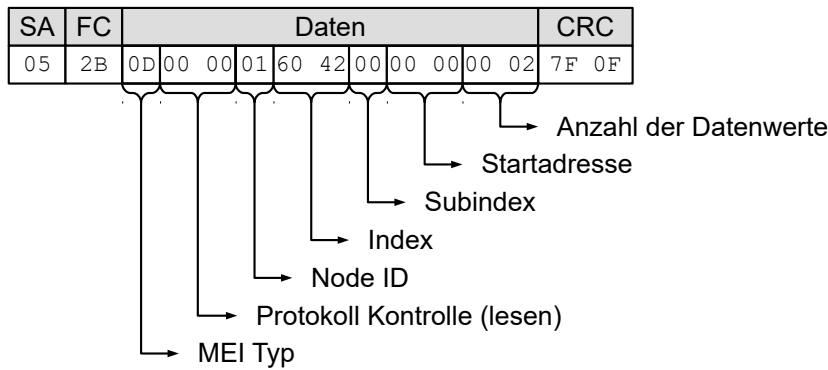 SA FC Daten CRC
05 2B 0D 00 00 01 60 42 00 00 00 00 02 7F 0F
Anzahl der Datenwerte
Startadresse
Subindex
Index
Node ID
Protokoll Kontrolle (lesen)
MEI Typ